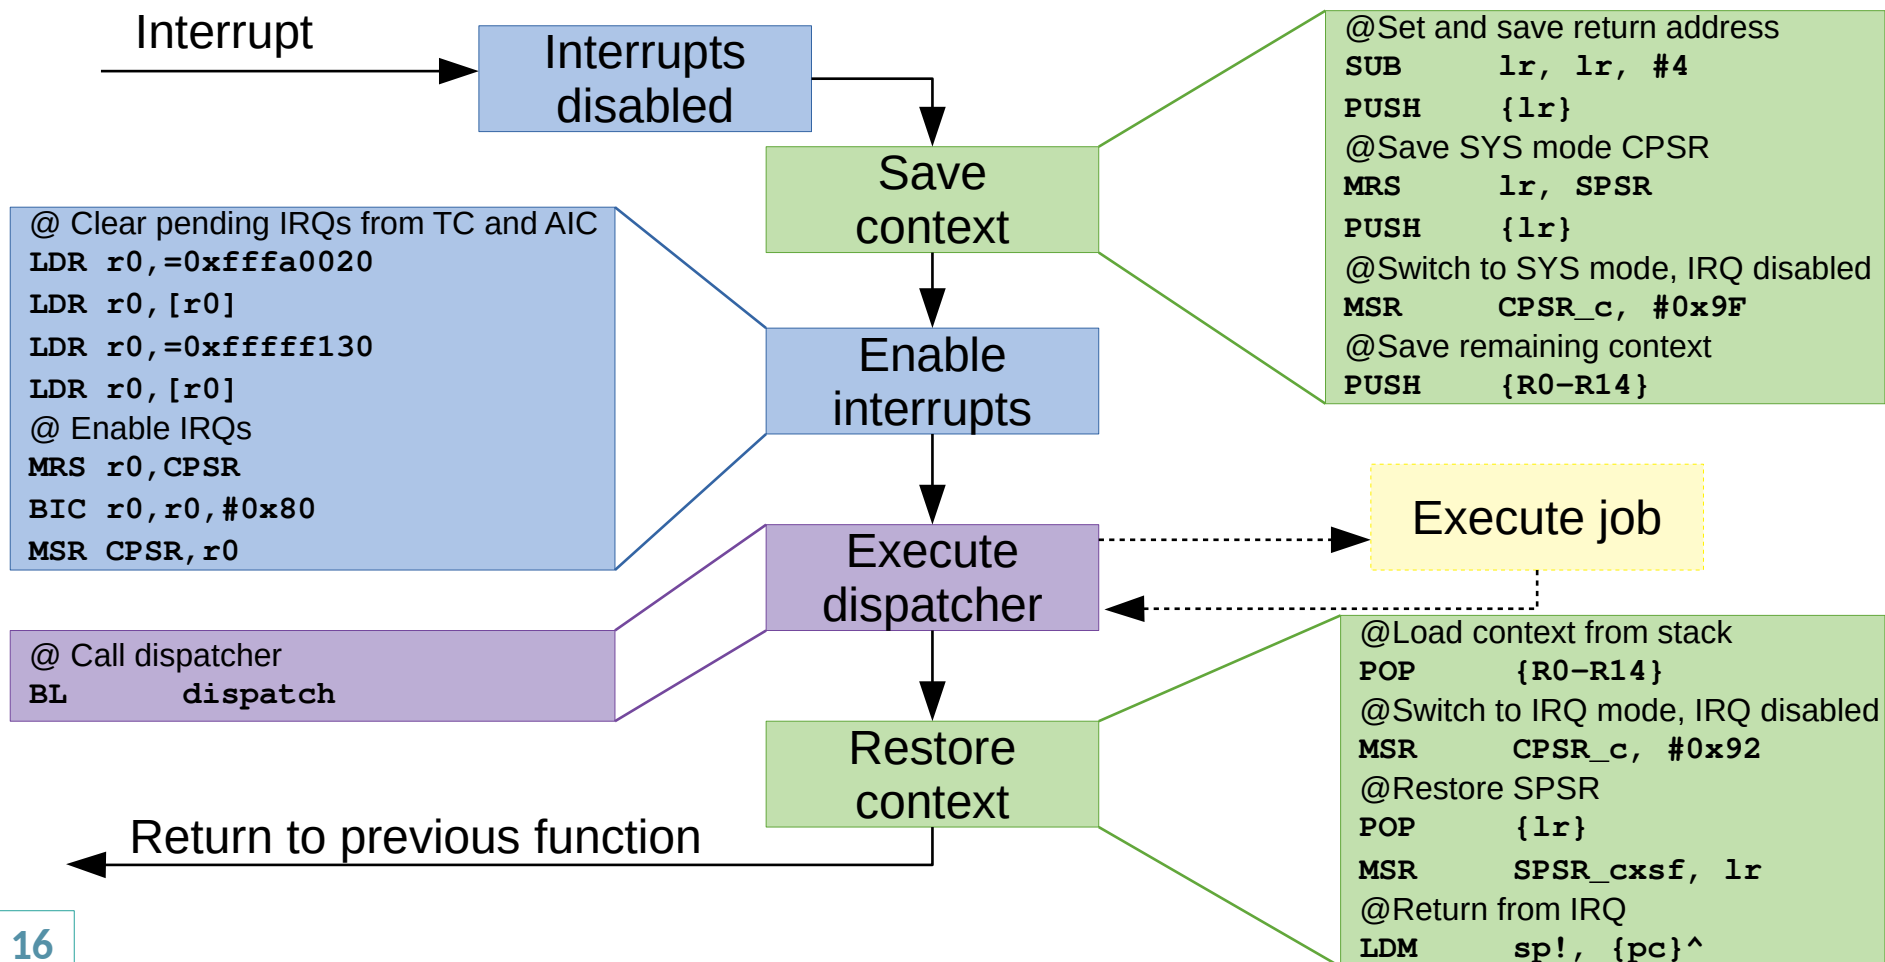 Interrupt
Interrupts
disabled
@Set and save return address
SUB lr, lr, #4
PUSH {lr}
@Save SYS mode CPSR
MRS lr, SPSR
PUSH {lr}
@Switch to SYS mode, IRQ disabled
MSR CPSR_c, #0x9F
@Save remaining context
PUSH {R0-R14}
Save
context
@ Clear pending IRQs from TC and AIC
LDR r0,=0xfffa0020
LDR r0,[r0]
LDR r0,=0xfffff130
LDR r0,[r0]
@ Enable IRQs
MRS r0,CPSR
BIC r0,r0,#0x80
MSR CPSR,r0
Enable
interrupts
Execute
dispatcher
Execute job
@ Call dispatcher
BL dispatch
Restore
context
@Load context from stack
POP {R0-R14}
@Switch to IRQ mode, IRQ disabled
MSR CPSR_c, #0x92
@Restore SPSR
POP {lr}
MSR SPSR_cxsf, lr
@Return from IRQ
LDM sp!, {pc}^
Return to previous function
16